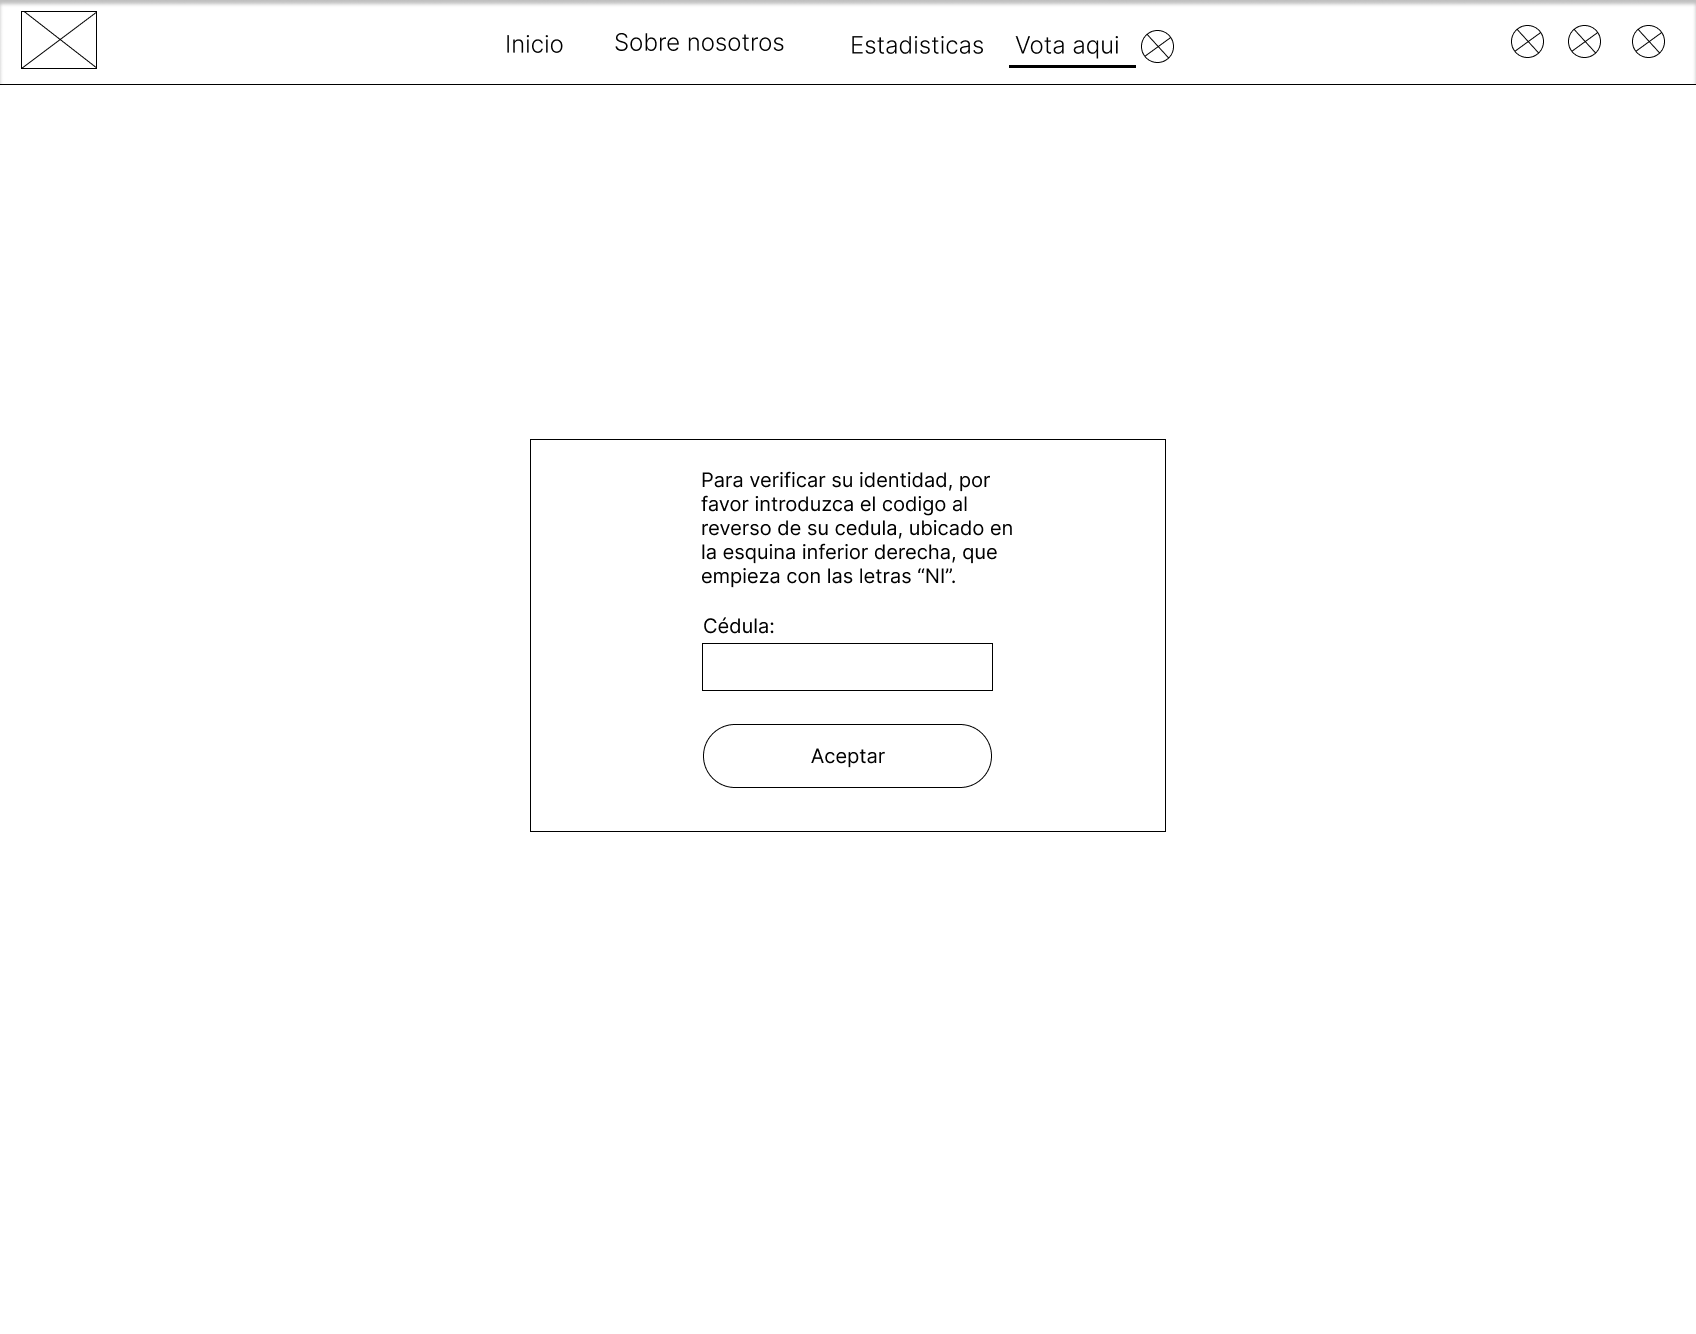 Inicio
Sobre nosotros
Estadisticas
Vota aqui
Para verificar su identidad, por
favor introduzca el codigo al
reverso de su cedula, ubicado en
la esquina inferior derecha, que
empieza con las letras “NI”.
Cédula:
Aceptar